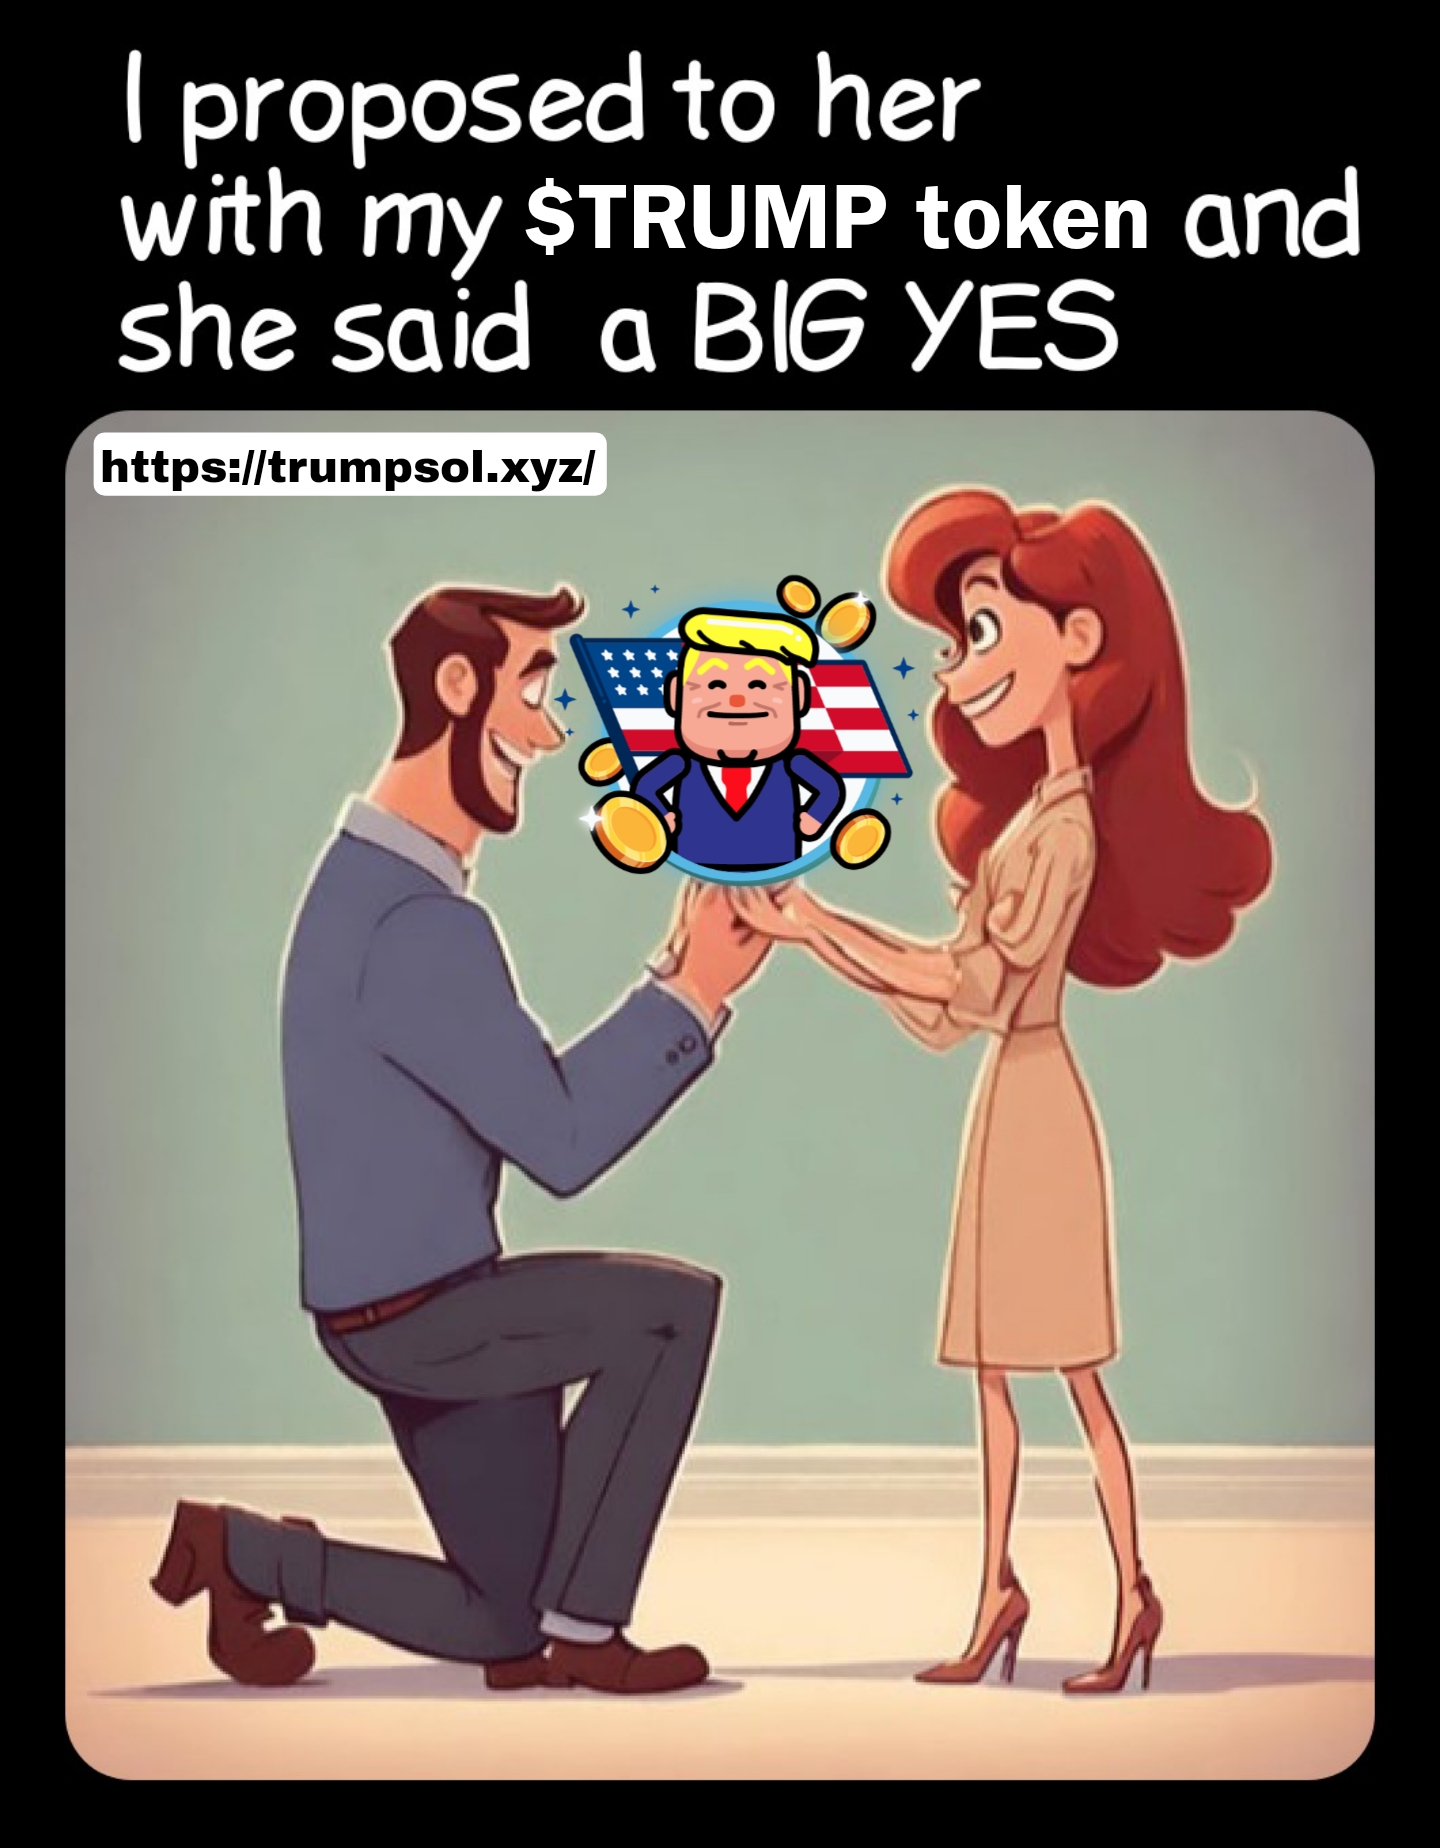 I proposed to her
with my $TRUMP token and
she said a BIG YES
https://trumpsol.xyz/